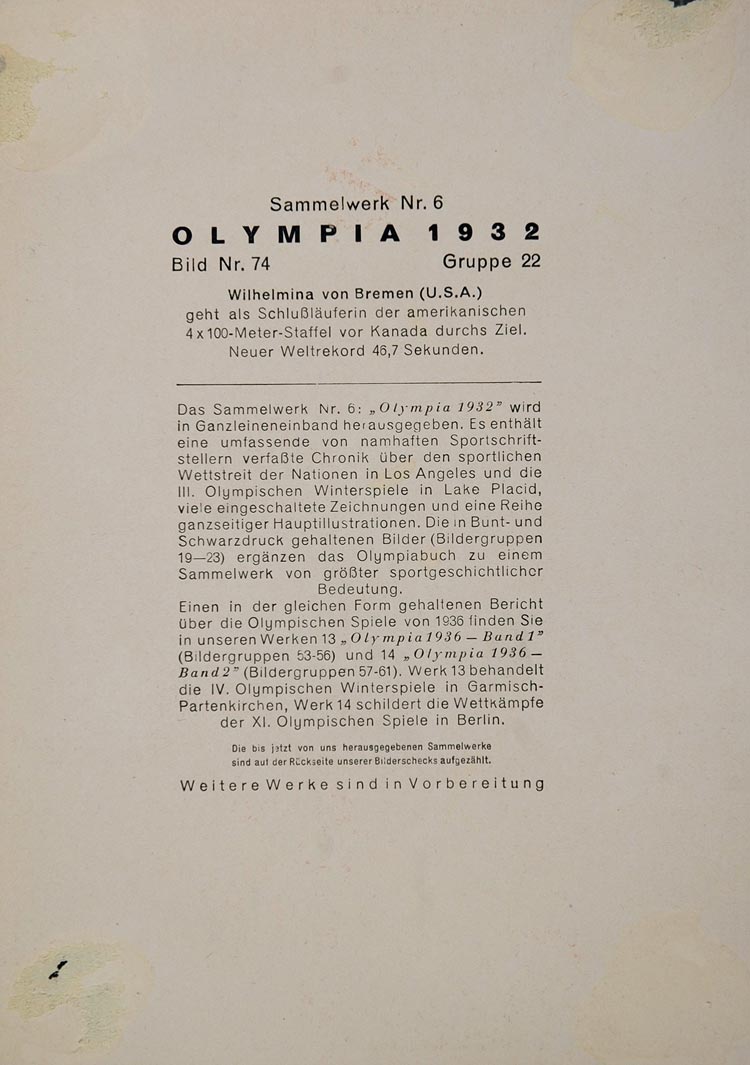 Sammelwerk Nr. 6
OLYMPIA 1932
Bild Nr. 74 Gruppe 22
Wilhelmina von Bremen (U.S.A.)
geht als Schlußläuferin der amerikanischen
4x100-Meter-Staffel vor Kanada durchs Ziel.
Neuer Weltrekord 46,7 Sekunden.
Das Sammelwerk Nr. 6: „Olympia 1932" wird
in Ganzleineneinband herausgegeben. Es enthält
eine umfassende von namhaften Sportschrift-
stellern verfaßte Chronik über den sportlichen
Wettstreit der Nationen in Los Angeles und die
III. Olympischen Winterspiele in Lake Placid,
viele eingeschaltete Zeichnungen und eine Reihe
ganzseitiger Hauptillustrationen. Die in Bunt- und
Schwarzdruck gehaltenen Bilder (Bildergruppen
19—23) ergänzen das Olympiabuch zu einem
Sammelwerk von größter sportgeschichtlicher
Bedeutung.
Einen in der gleichen Form gehaltenen Bericht
über die Olympischen Spiele von 1936 finden Sie
in unseren Werken 13 „Olympia 1936 — Band 1"
(Bildergruppen 53-56) und 14 „Olympia 1936 —
Band 2" (Bildergruppen 57-61). Werk 13 behandelt
die IV. Olympischen Winterspiele in Garmisch-
Partenkirchen, Werk 14 schildert die Wettkämpfe
der XI. Olympischen Spiele in Berlin.
Die bis jetzt von uns herausgegebenen Sammelwerke
sind auf der Rückseite unserer Bilderschecks aufgezählt.
Weitere Werke sind in Vorbereitung